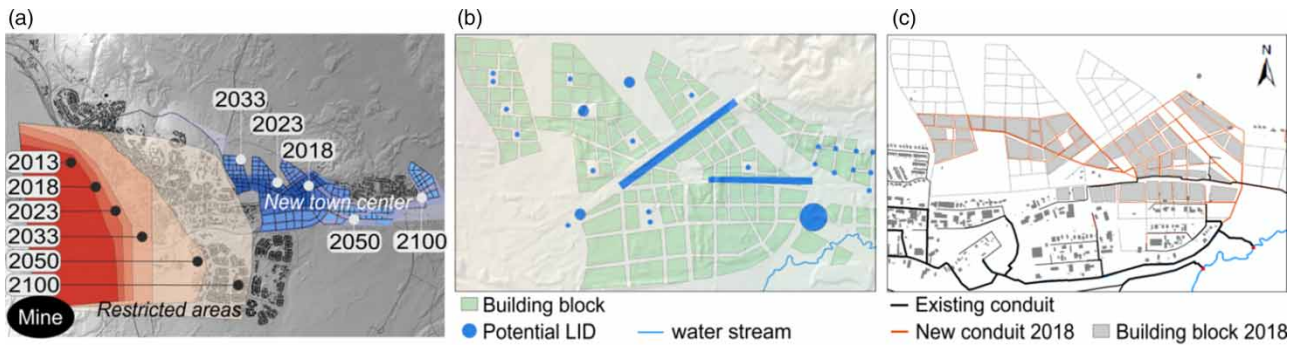 (a)
2033
2023
2018
New town center
2050
2100
2013
2018
2023
2033
2050
2100
Restricted areas
Mine
(b)
Building block
Potential LID
water stream
(c)
N
Existing conduit
New conduit 2018
Building block 2018